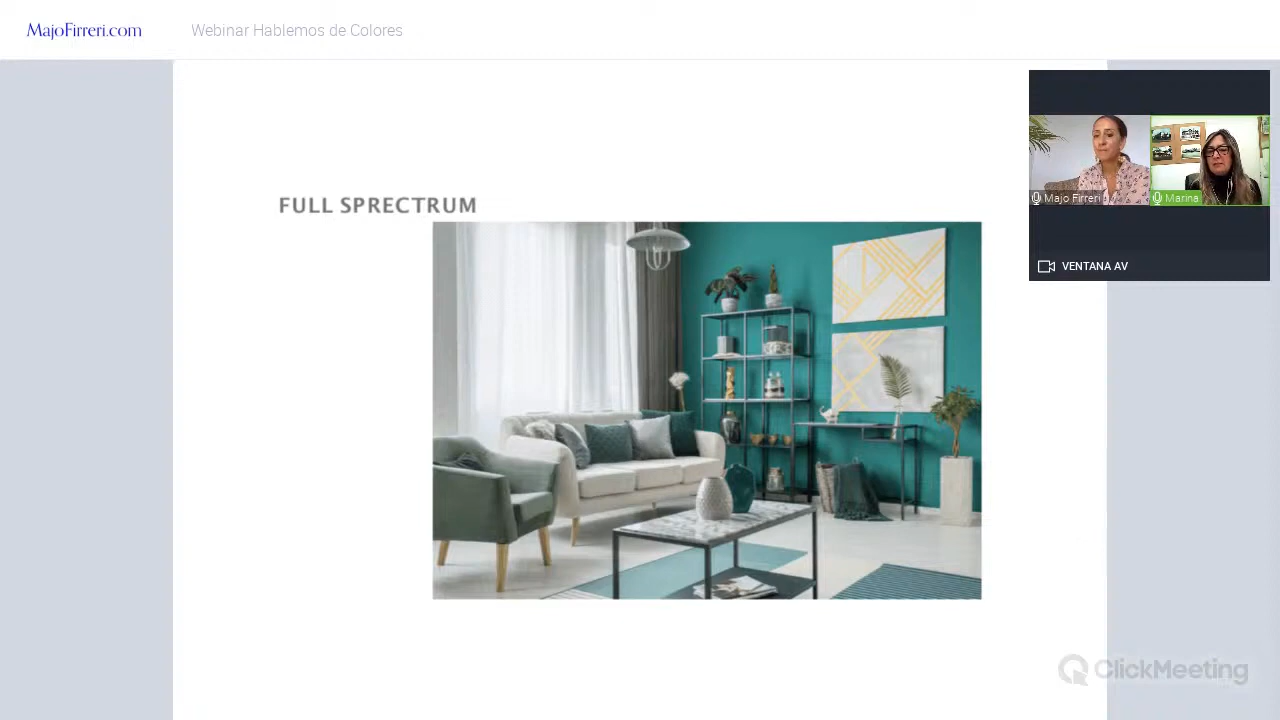 MajoFirreri.com
Webinar Hablemos de Colores
FULL SPRECTRUM
Majo Firreri
Marina
VENTANA AV
ClickMeeting